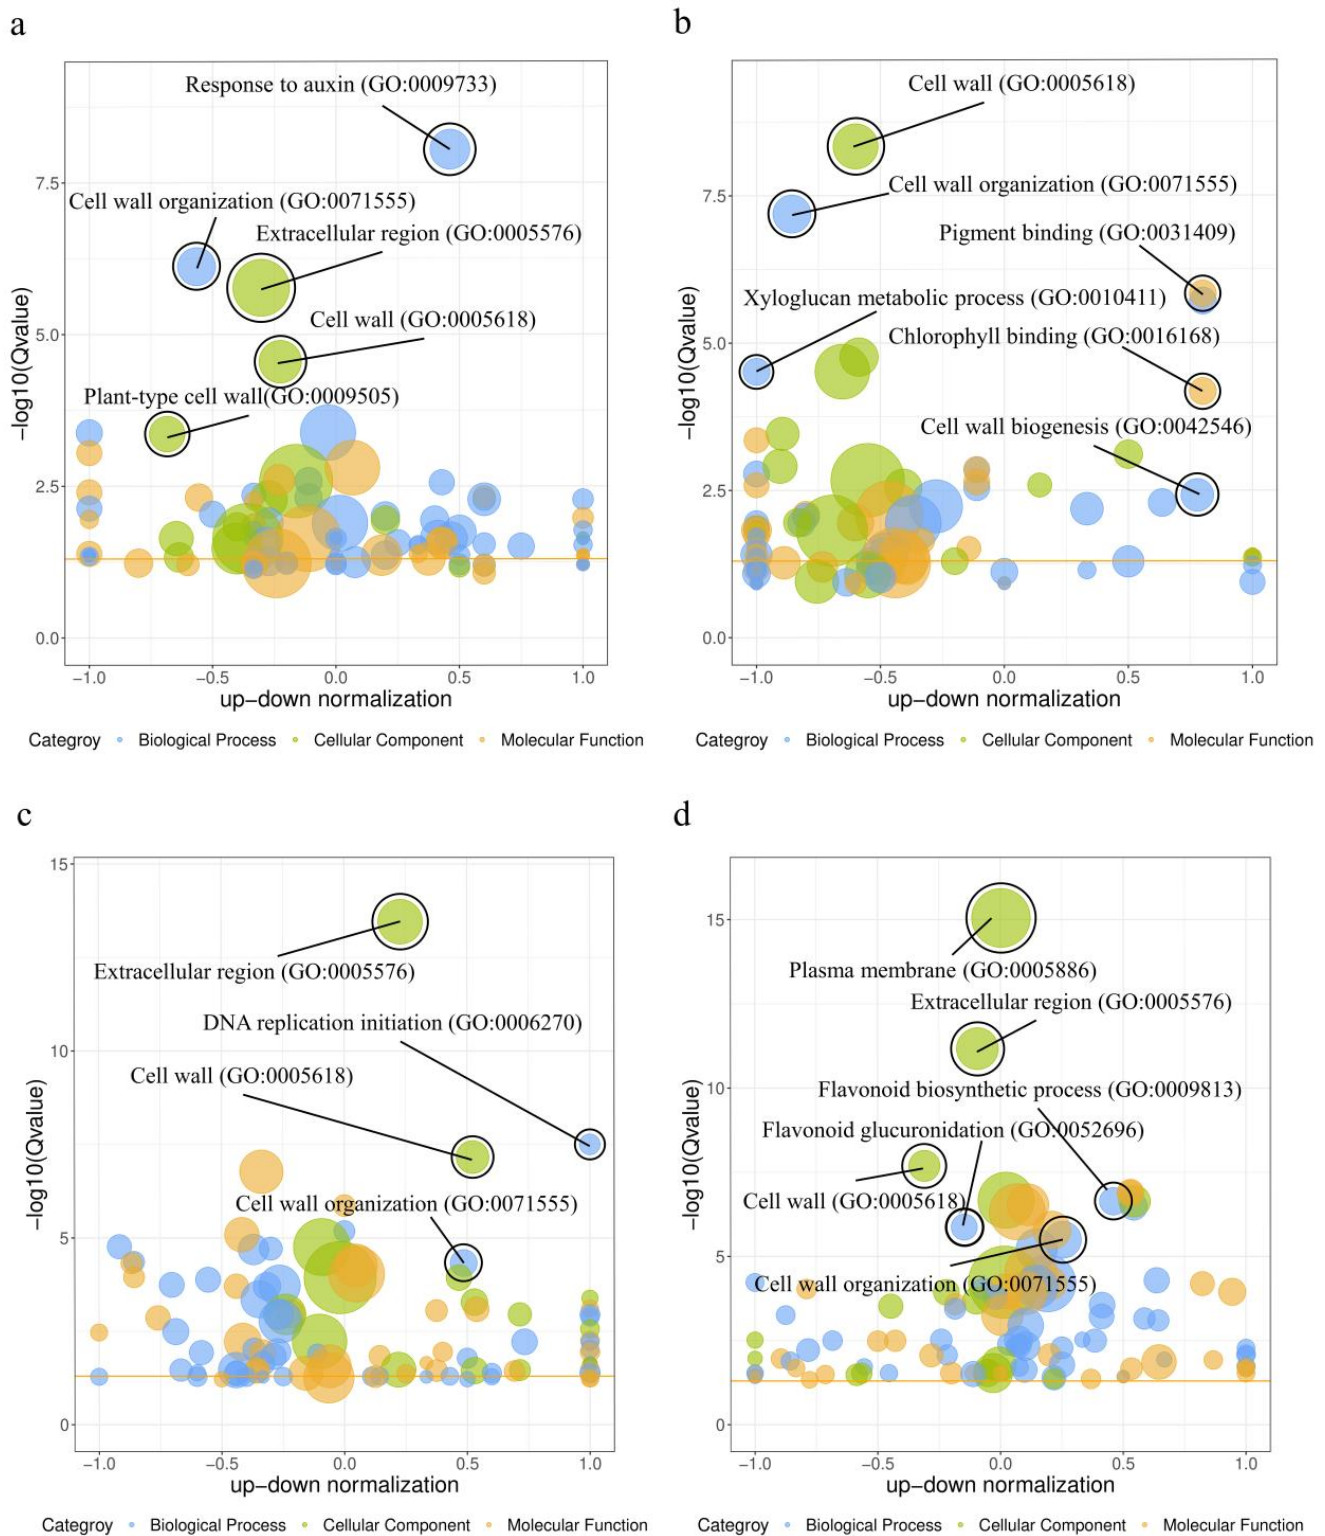 a
Response to auxin (GO:0009733)
Cell wall organization (GO:0071555)
Extracellular region (GO:0005576)
Cell wall (GO:0005618)
Plant-type cell wall(GO:0009505)
−log10(Qvalue)
7.5
5.0
2.5
0.0
−1.0 −0.5 0.0 0.5 1.0
up−down normalization
Categroy Biological Process Cellular Component Molecular Function
b
Cell wall (GO:0005618)
Cell wall organization (GO:0071555)
Pigment binding (GO:0031409)
Xyloglucan metabolic process (GO:0010411)
Chlorophyll binding (GO:0016168)
Cell wall biogenesis (GO:0042546)
−log10(Qvalue)
7.5
5.0
2.5
0.0
−1.0 −0.5 0.0 0.5 1.0
up−down normalization
Categroy Biological Process Cellular Component Molecular Function
c
Extracellular region (GO:0005576)
DNA replication initiation (GO:0006270)
Cell wall (GO:0005618)
Cell wall organization (GO:0071555)
−log10(Qvalue)
15
10
5
0
−1.0 −0.5 0.0 0.5 1.0
up−down normalization
Categroy Biological Process Cellular Component Molecular Function
d
Plasma membrane (GO:0005886)
Extracellular region (GO:0005576)
Flavonoid biosynthetic process (GO:0009813)
Flavonoid glucuronidation (GO:0052696)
Cell wall (GO:0005618)
Cell wall organization (GO:0071555)
−log10(Qvalue)
15
10
5
0
−1.0 −0.5 0.0 0.5 1.0
up−down normalization
Categroy Biological Process Cellular Component Molecular Function